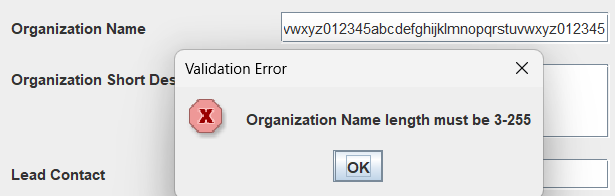 Organization Name
vwxyz012345abcdefghijklmnopqrstuvwxyz012345
Validation Error
Organization Short Des
X
Organization Name length must be 3-255
OK
Lead Contact